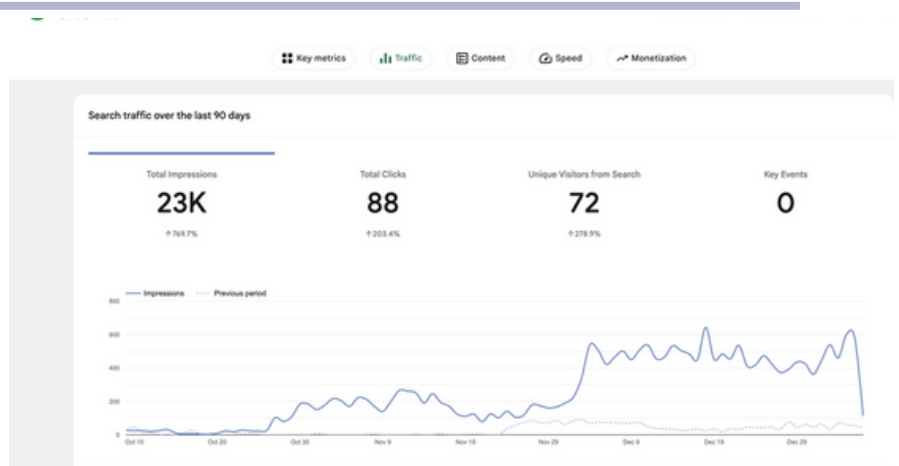 Key metrics Traffic Content Speed Monetization
Search traffic over the last 90 days
Total Impressions Total Clicks Unique Visitors from Search Key Events
23K 88 72 0
↑769.7% ↑203.4% ↑278.9%
Impressions Previous period
800
600
400
200
0
Oct 10 Oct 20 Oct 30 Nov 9 Nov 19 Nov 29 Dec 9 Dec 19 Dec 29